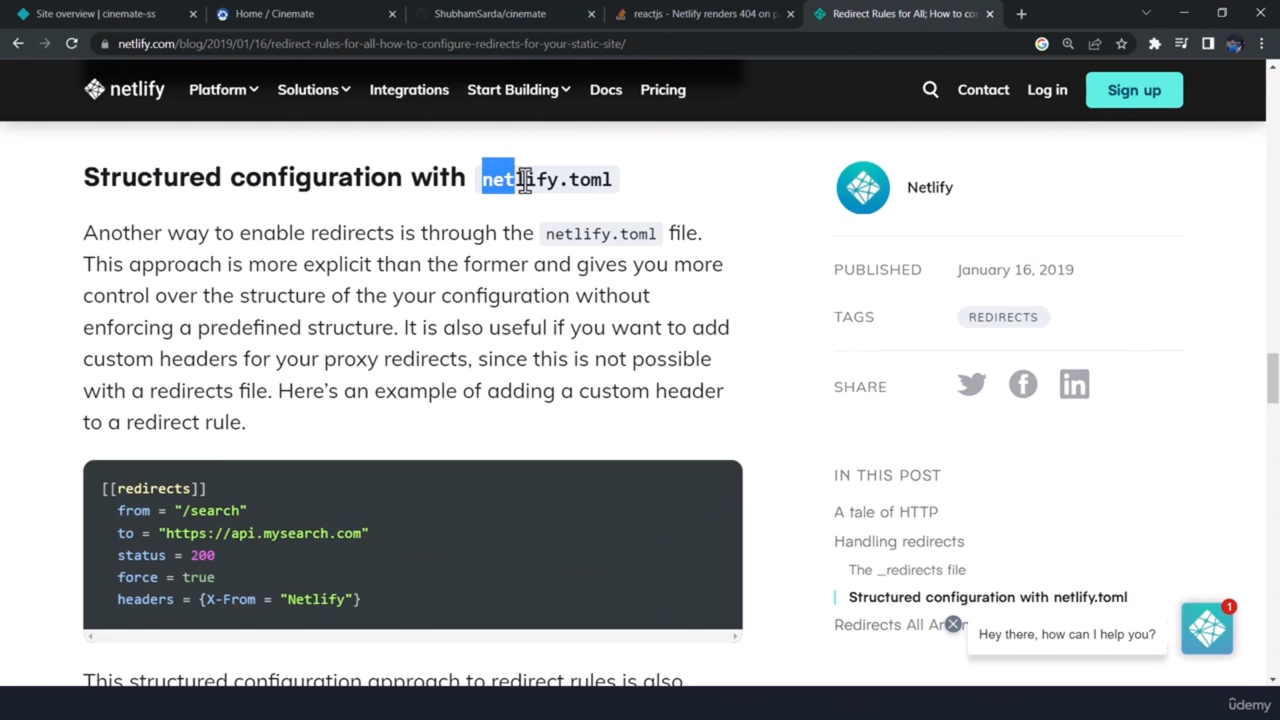 Site overview | cinemate-ss
Home / Cinemate
ShubhamSarda/cinemate
reactjs - Netlify renders 404 on p
Redirect Rules for All; How to con
netlify.com/blog/2019/01/16/redirect-rules-for-all-how-to-configure-redirects-for-your-static-site/
netlify Platform Solutions Integrations Start Building Docs Pricing Contact Log in Sign up
Structured configuration with netlify.toml
Another way to enable redirects is through the netlify.toml file.
This approach is more explicit than the former and gives you more
control over the structure of the your configuration without
enforcing a predefined structure. It is also useful if you want to add
custom headers for your proxy redirects, since this is not possible
with a redirects file. Here's an example of adding a custom header
to a redirect rule.
[[redirects]]
from = "/search"
to = "https://api.mysearch.com"
status = 200
force = true
headers = {X-From = "Netlify"}
This structured configuration approach to redirect rules is also
Netlify
PUBLISHED January 16, 2019
TAGS REDIRECTS
SHARE
IN THIS POST
A tale of HTTP
Handling redirects
The _redirects file
Structured configuration with netlify.toml
Redirects All Ar
Hey there, how can I help you?
1
ûdemy